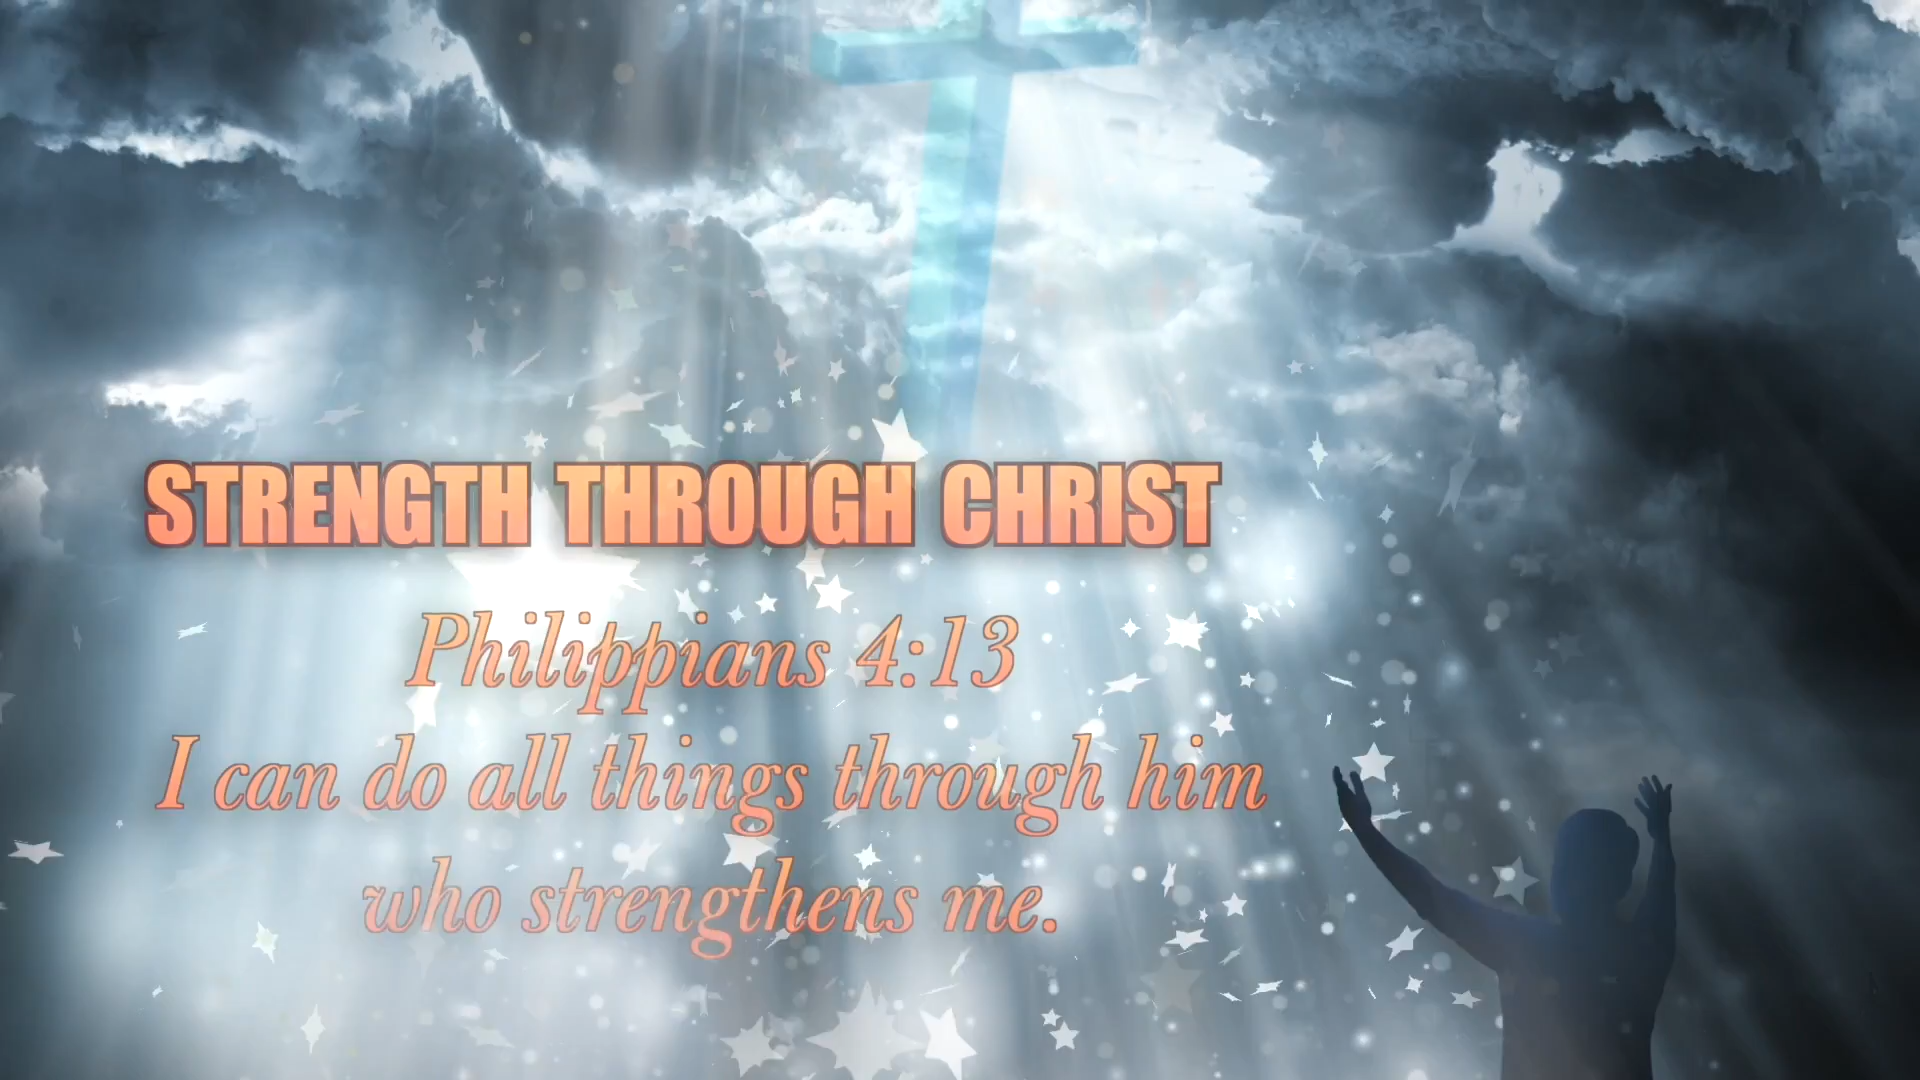 STRENGTH THROUGH CHRIST
Philippians 4:13
I can do all things through him
who strengthens me.